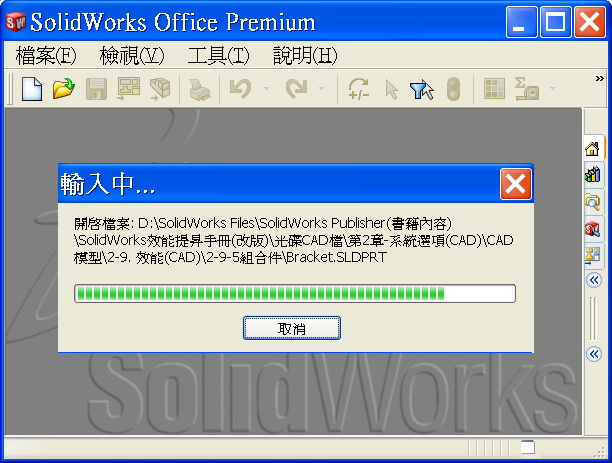 SolidWorks Office Premium
檔案(F) 檢視(V) 工具(T) 說明(H)
輸入中...
開啓檔案: D:\SolidWorks Files\SolidWorks Publisher(書籍內容)
\SolidWorks效能提昇手冊(改版)\光碟CAD檔\第2章-系統選項(CAD)\CAD
模型\2-9. 效能(CAD)\2-9-5組合件\Bracket.SLDPRT
取消
SolidWorks